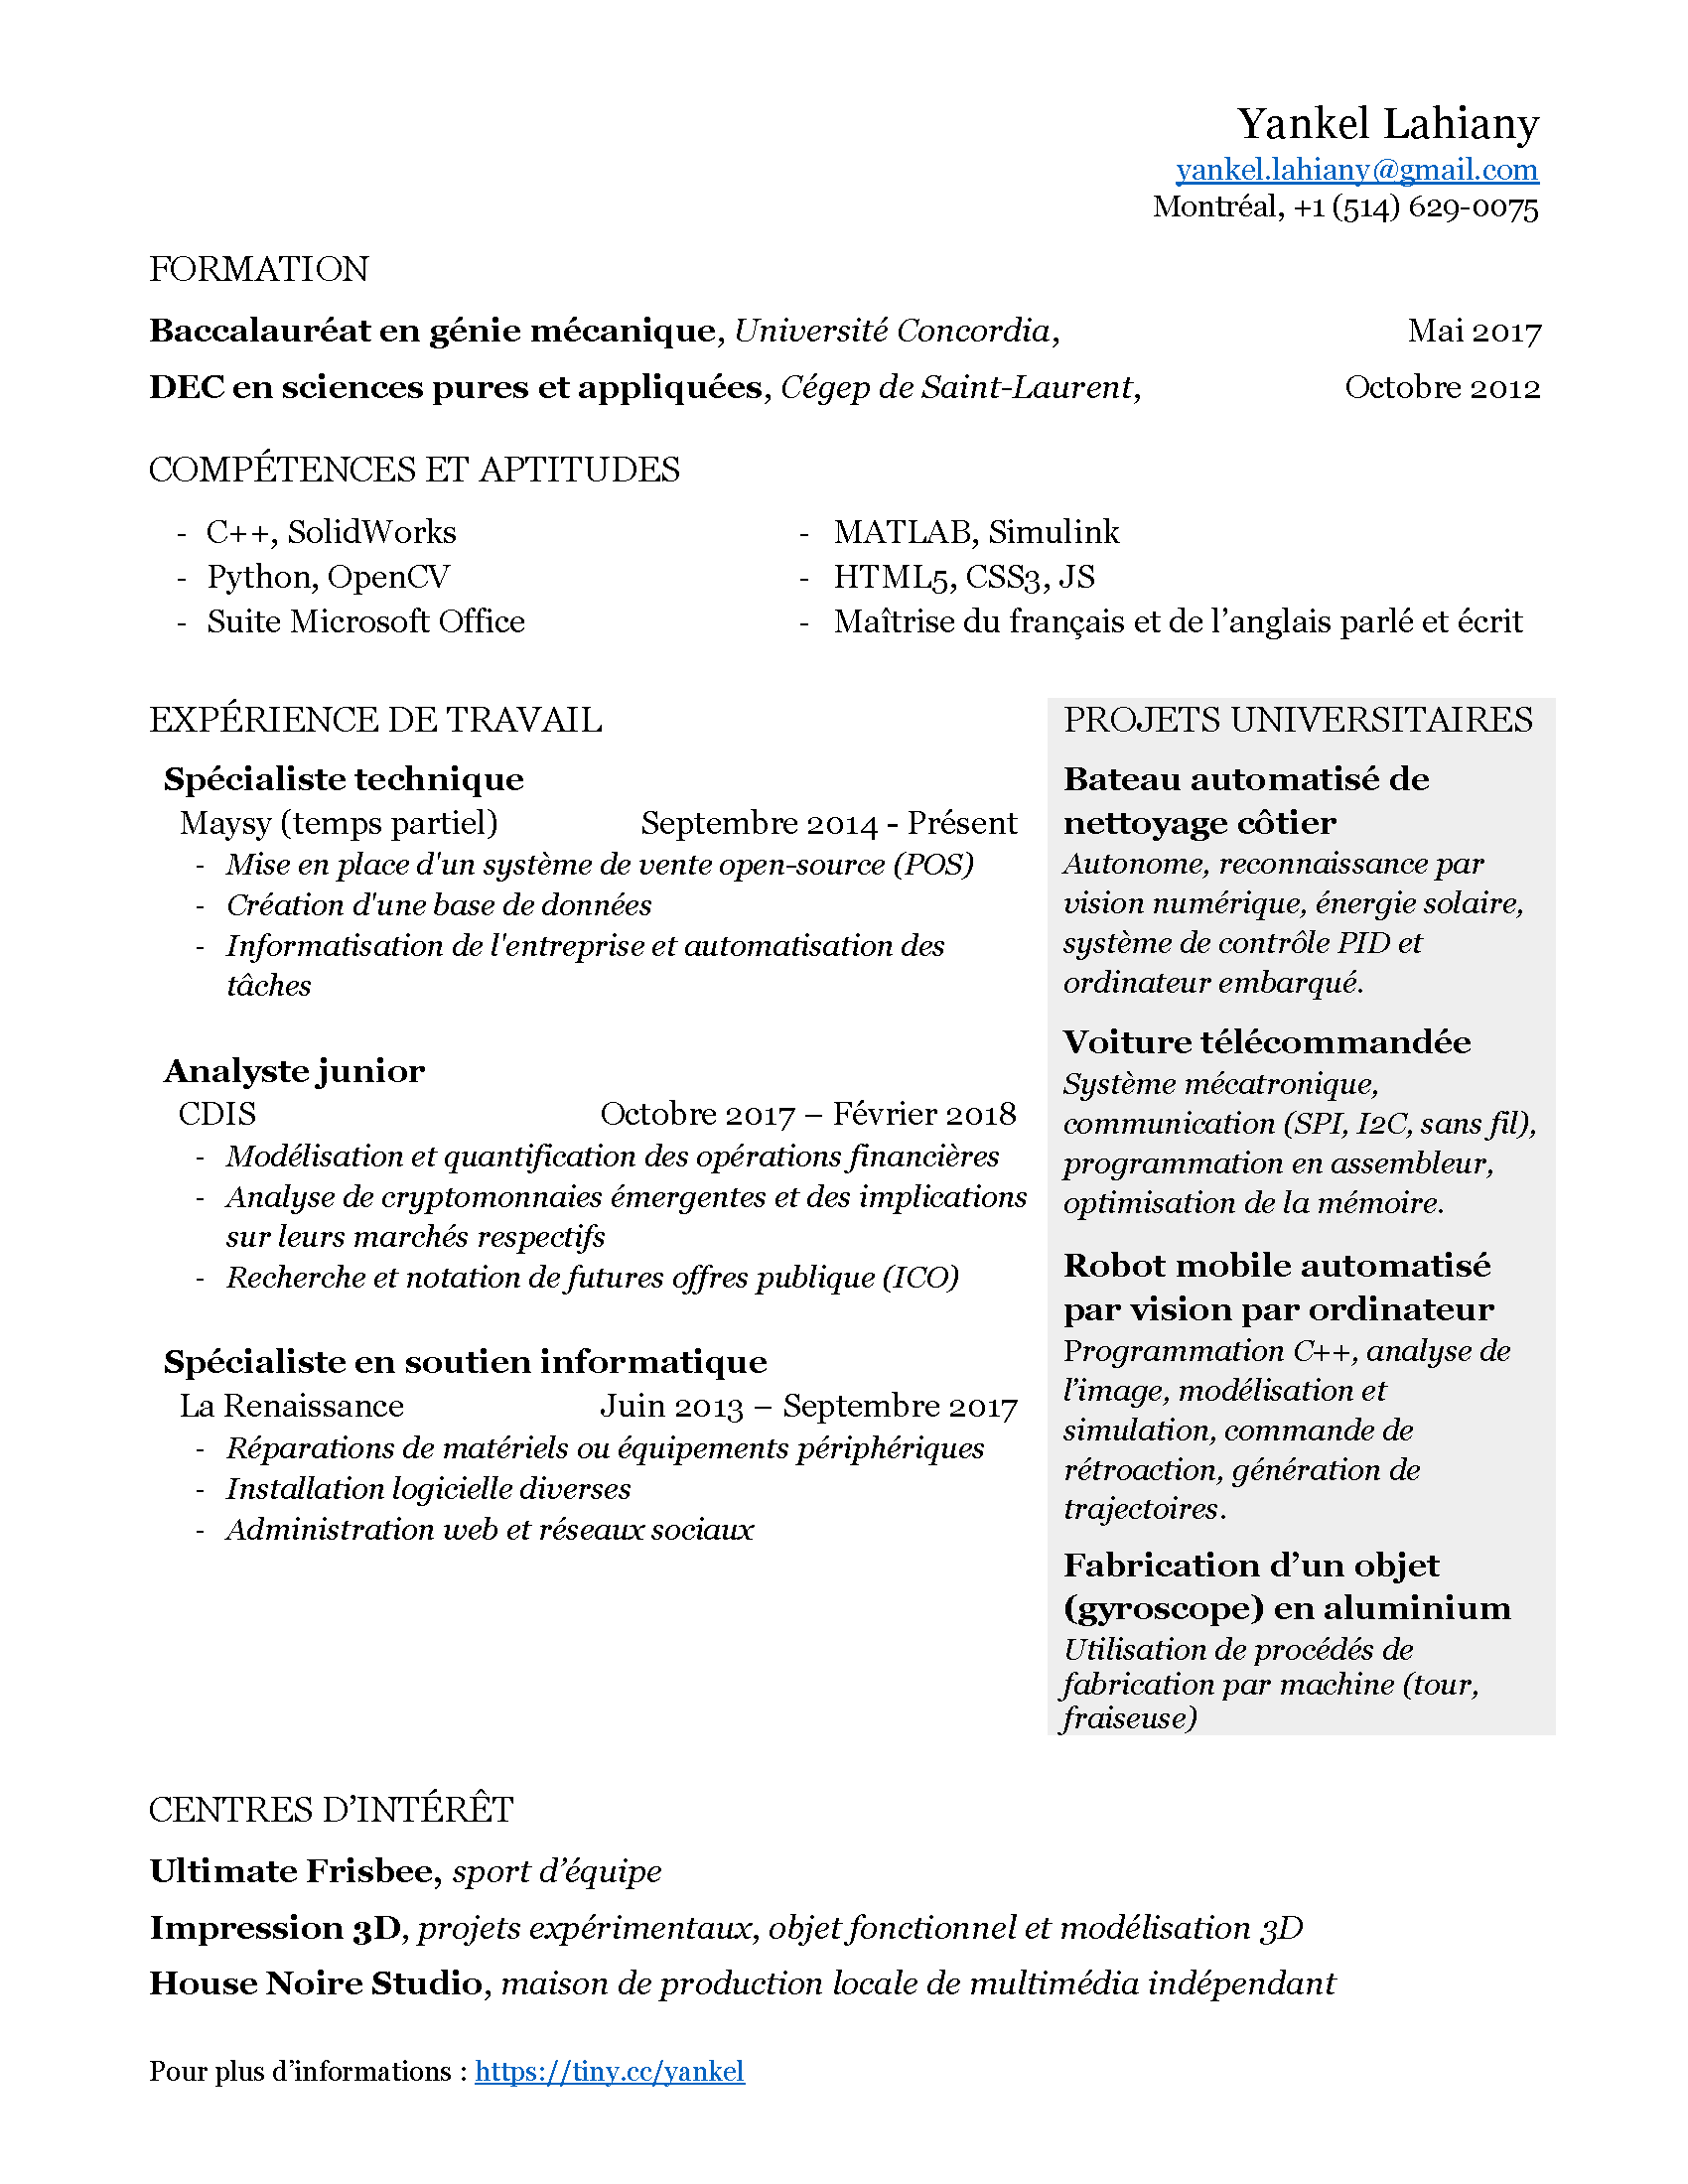 Yankel Lahiany
yankel.lahiany@gmail.com
Montréal, +1 (514) 629-0075
FORMATION
Baccalauréat en génie mécanique, Université Concordia, Mai 2017
DEC en sciences pures et appliquées, Cégep de Saint-Laurent, Octobre 2012
COMPÉTENCES ET APTITUDES
- C++, SolidWorks
- Python, OpenCV
- Suite Microsoft Office
- MATLAB, Simulink
- HTML5, CSS3, JS
- Maîtrise du français et de l’anglais parlé et écrit
EXPÉRIENCE DE TRAVAIL
Spécialiste technique
Maysy (temps partiel) Septembre 2014 - Présent
- Mise en place d'un système de vente open-source (POS)
- Création d'une base de données
- Informatisation de l'entreprise et automatisation des
tâches
Analyste junior
CDIS Octobre 2017 – Février 2018
- Modélisation et quantification des opérations financières
- Analyse de cryptomonnaies émergentes et des implications
sur leurs marchés respectifs
- Recherche et notation de futures offres publique (ICO)
Spécialiste en soutien informatique
La Renaissance Juin 2013 – Septembre 2017
- Réparations de matériels ou équipements périphériques
- Installation logicielle diverses
- Administration web et réseaux sociaux
PROJETS UNIVERSITAIRES
Bateau automatisé de
nettoyage côtier
Autonome, reconnaissance par
vision numérique, énergie solaire,
système de contrôle PID et
ordinateur embarqué.
Voiture télécommandée
Système mécatronique,
communication (SPI, I2C, sans fil),
programmation en assembleur,
optimisation de la mémoire.
Robot mobile automatisé
par vision par ordinateur
Programmation C++, analyse de
l’image, modélisation et
simulation, commande de
rétroaction, génération de
trajectoires.
Fabrication d’un objet
(gyroscope) en aluminium
Utilisation de procédés de
fabrication par machine (tour,
fraiseuse)
CENTRES D’INTÉRÊT
Ultimate Frisbee, sport d’équipe
Impression 3D, projets expérimentaux, objet fonctionnel et modélisation 3D
House Noire Studio, maison de production locale de multimédia indépendant
Pour plus d’informations : https://tiny.cc/yankel